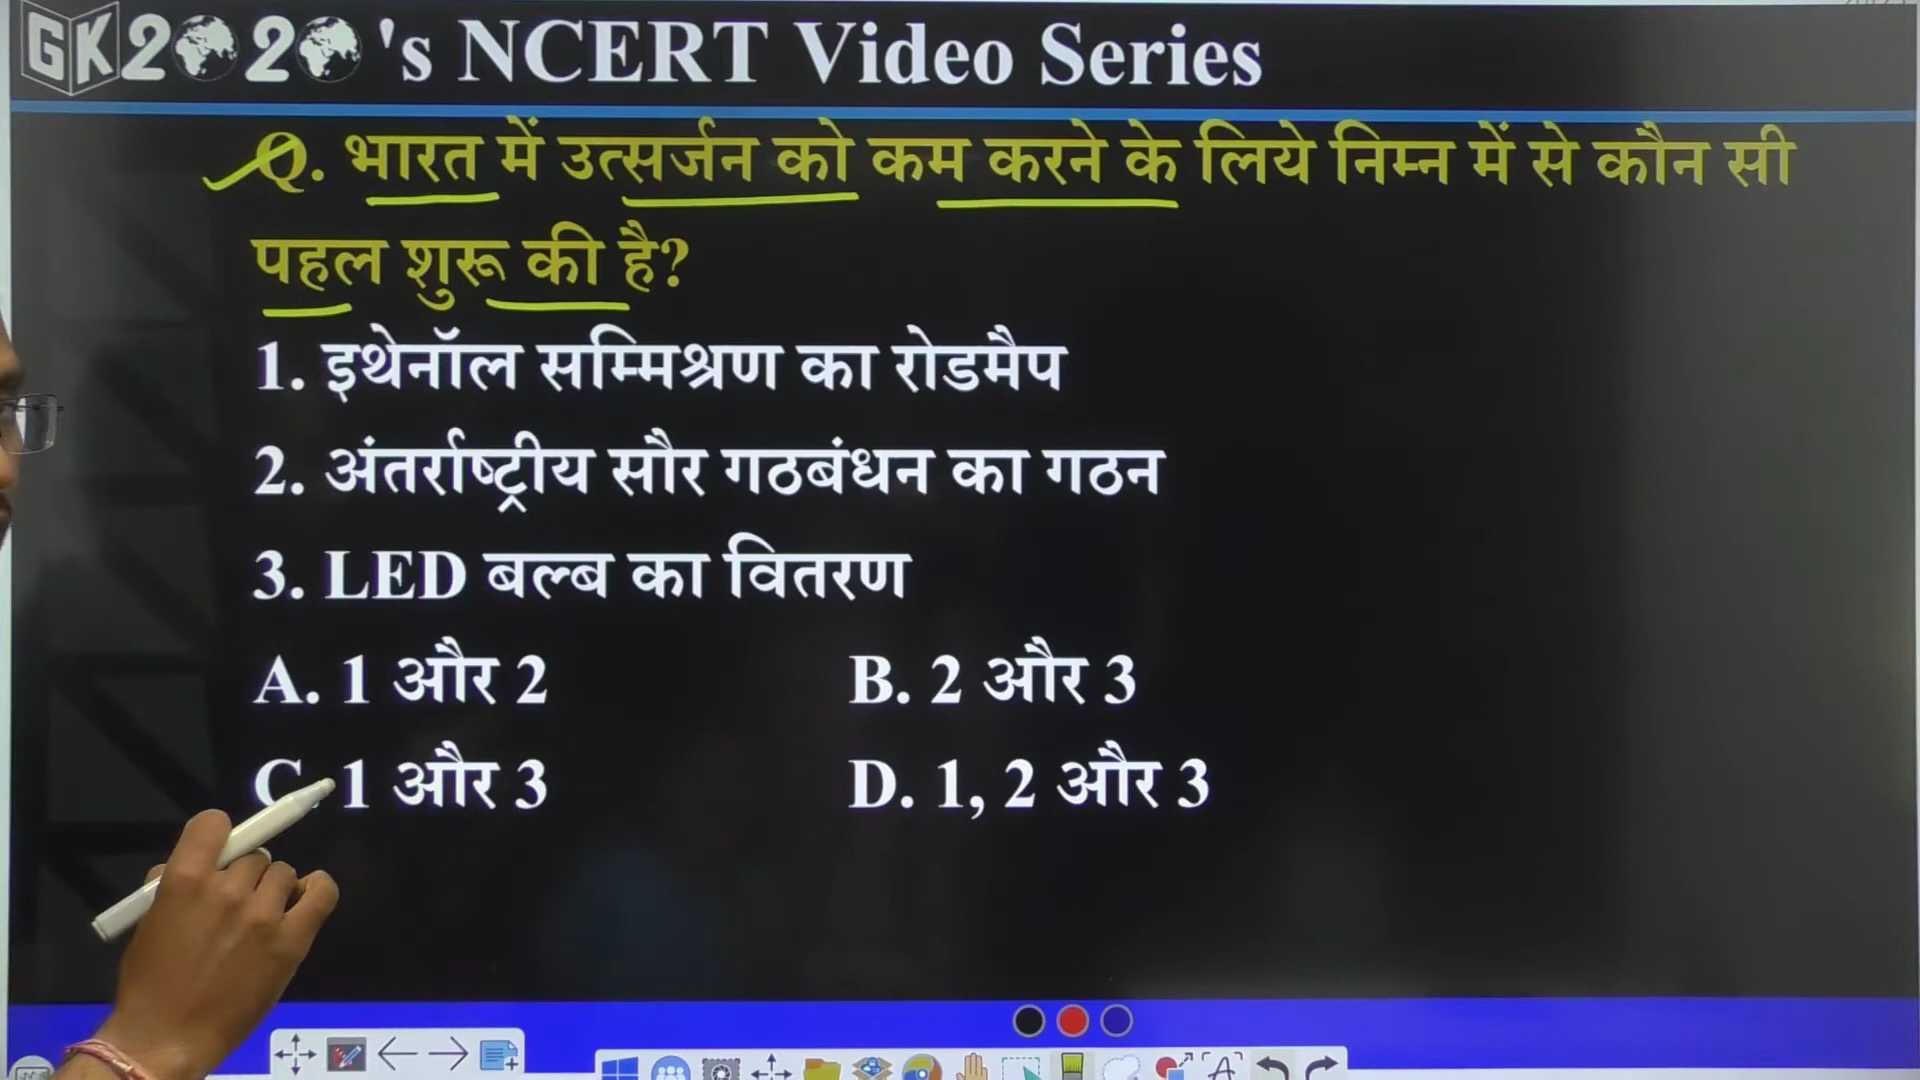 GK2020's NCERT Video Series
Q. भारत में उत्सर्जन को कम करने के लिये निम्न में से कौन सी
पहल शुरू की है?
1. इथेनॉल सम्मिश्रण का रोडमैप
2. अंतर्राष्ट्रीय सौर गठबंधन का गठन
3. LED बल्ब का वितरण
A. 1 और 2 B. 2 और 3
C. 1 और 3 D. 1, 2 और 3